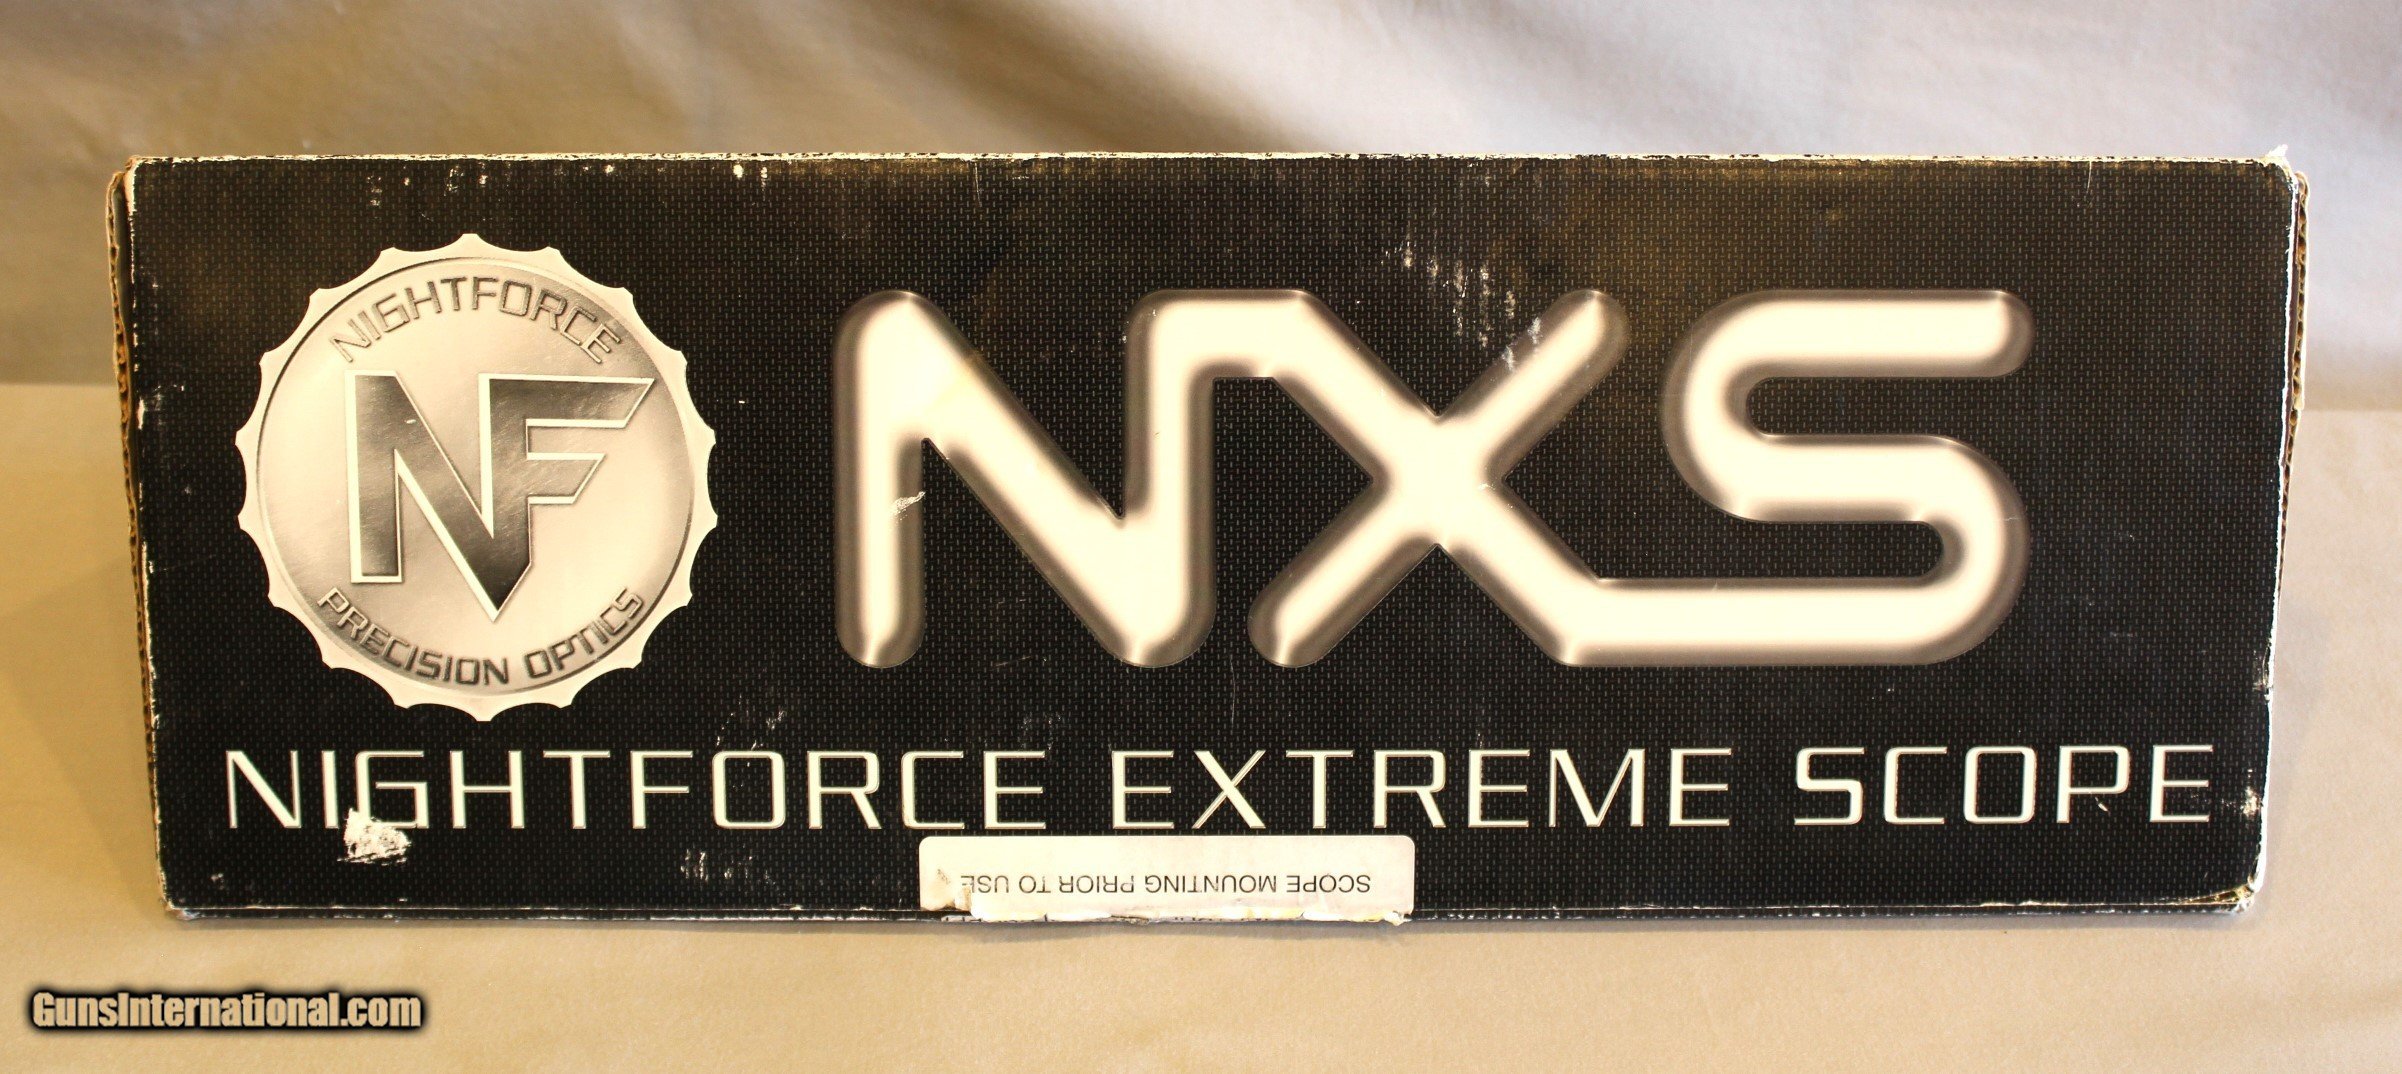 NIGHTFORCE
NF
PRECISION OPTICS
NXS
NIGHTFORCE EXTREME SCOPE
SCOPE MOUNTING PRIOR TO USE
GunsInternational.com